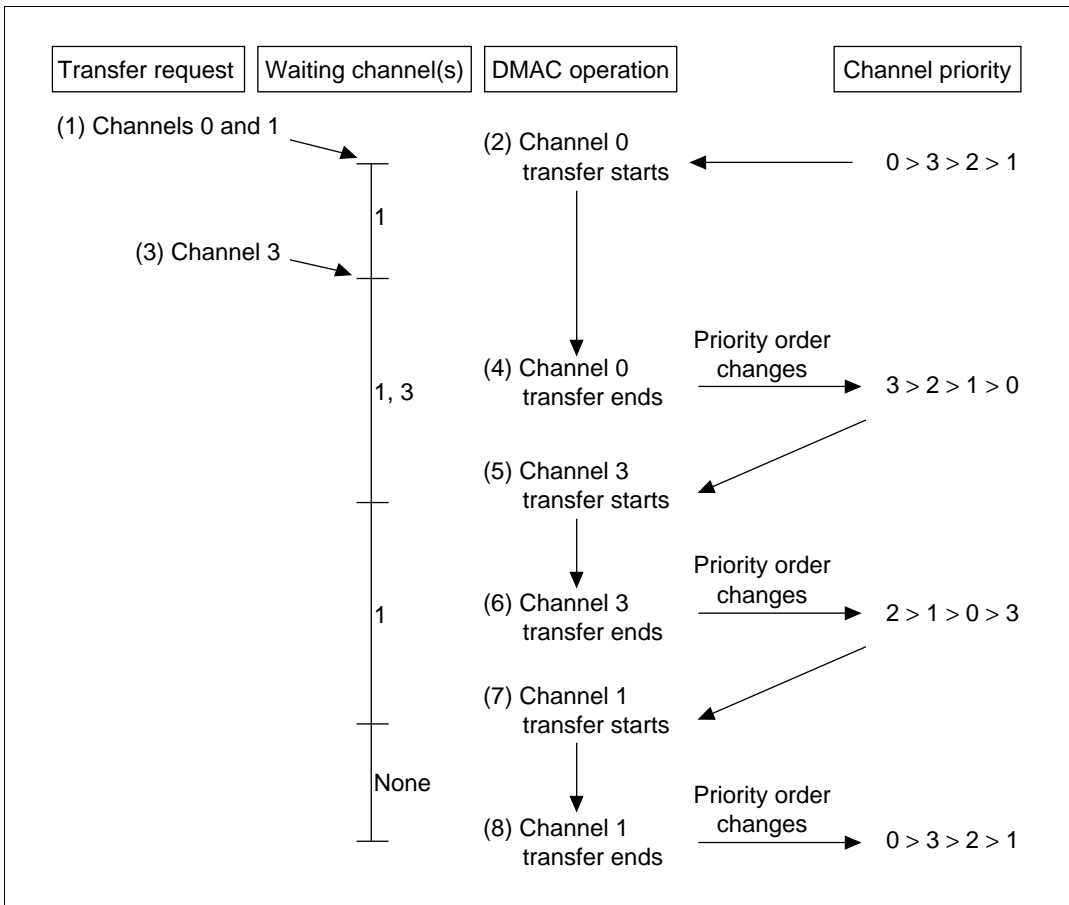 Transfer request
Waiting channel(s)
DMAC operation
Channel priority
(1) Channels 0 and 1
(2) Channel 0
transfer starts
0 > 3 > 2 > 1
1
(3) Channel 3
Priority order
changes
(4) Channel 0
transfer ends
1, 3
3 > 2 > 1 > 0
(5) Channel 3
transfer starts
Priority order
changes
(6) Channel 3
transfer ends
1
2 > 1 > 0 > 3
(7) Channel 1
transfer starts
None
Priority order
changes
(8) Channel 1
transfer ends
0 > 3 > 2 > 1